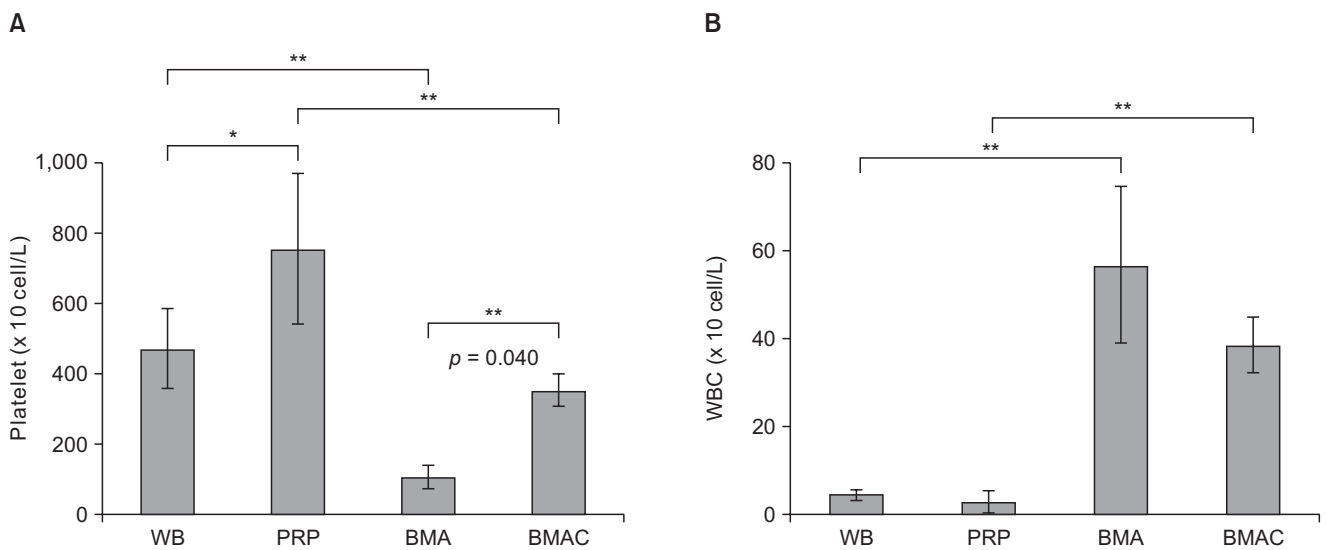 A
**
**
*
1,000
800
600
400
200
0
Platelet (x 10 cell/L)
**
p = 0.040
WB PRP BMA BMAC
B
**
**
80
60
40
20
0
WBC (x 10 cell/L)
WB PRP BMA BMAC